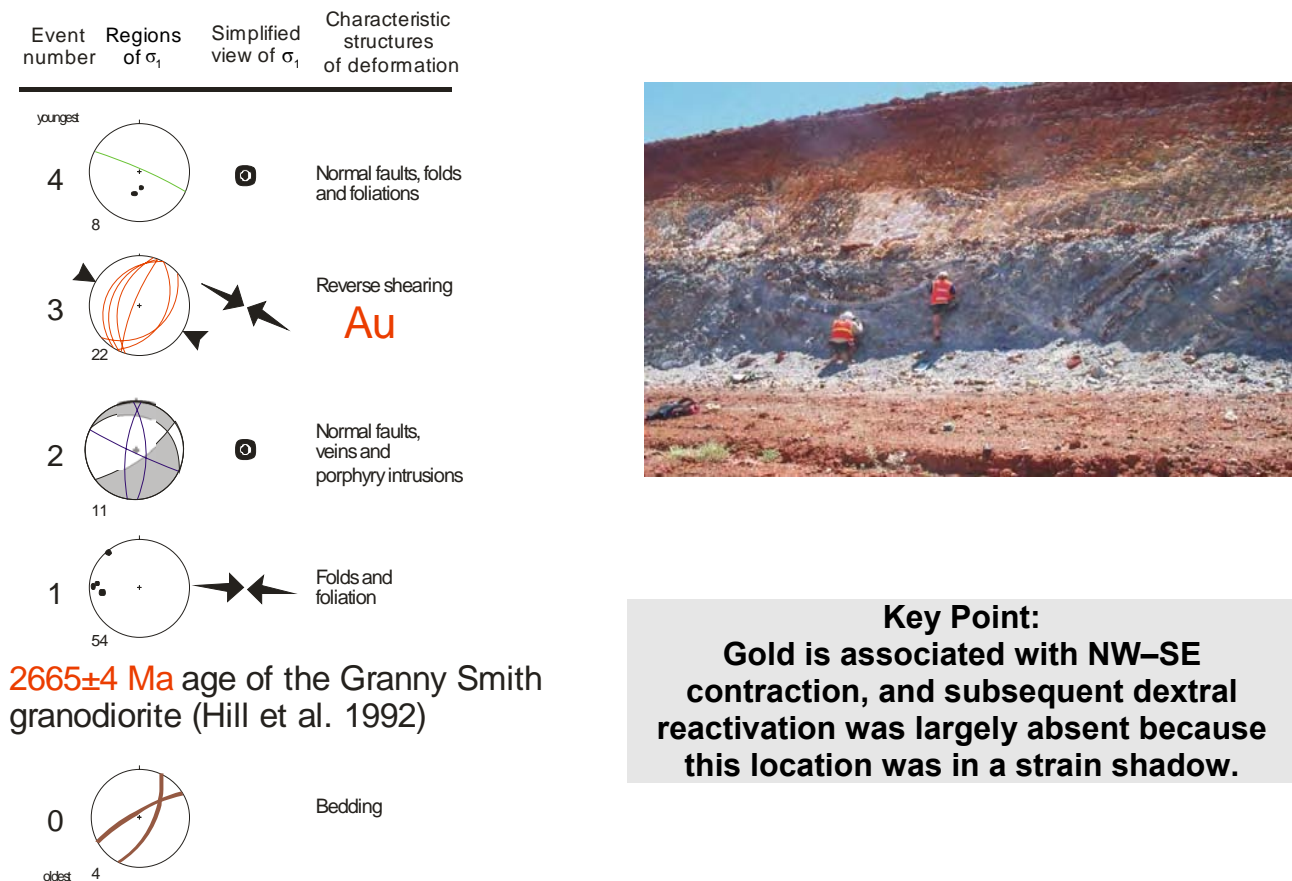 Event number
Regions of σ₁
Simplified view of σ₁
Characteristic structures of deformation
youngest
4
8
Normal faults, folds
and foliations
3
22
Reverse shearing
Au
2
11
Normal faults,
veins and
porphyry intrusions
1
54
Folds and
foliation
2665±4 Ma age of the Granny Smith
granodiorite (Hill et al. 1992)
0
oldest
4
Bedding
Key Point:
Gold is associated with NW–SE
contraction, and subsequent dextral
reactivation was largely absent because
this location was in a strain shadow.